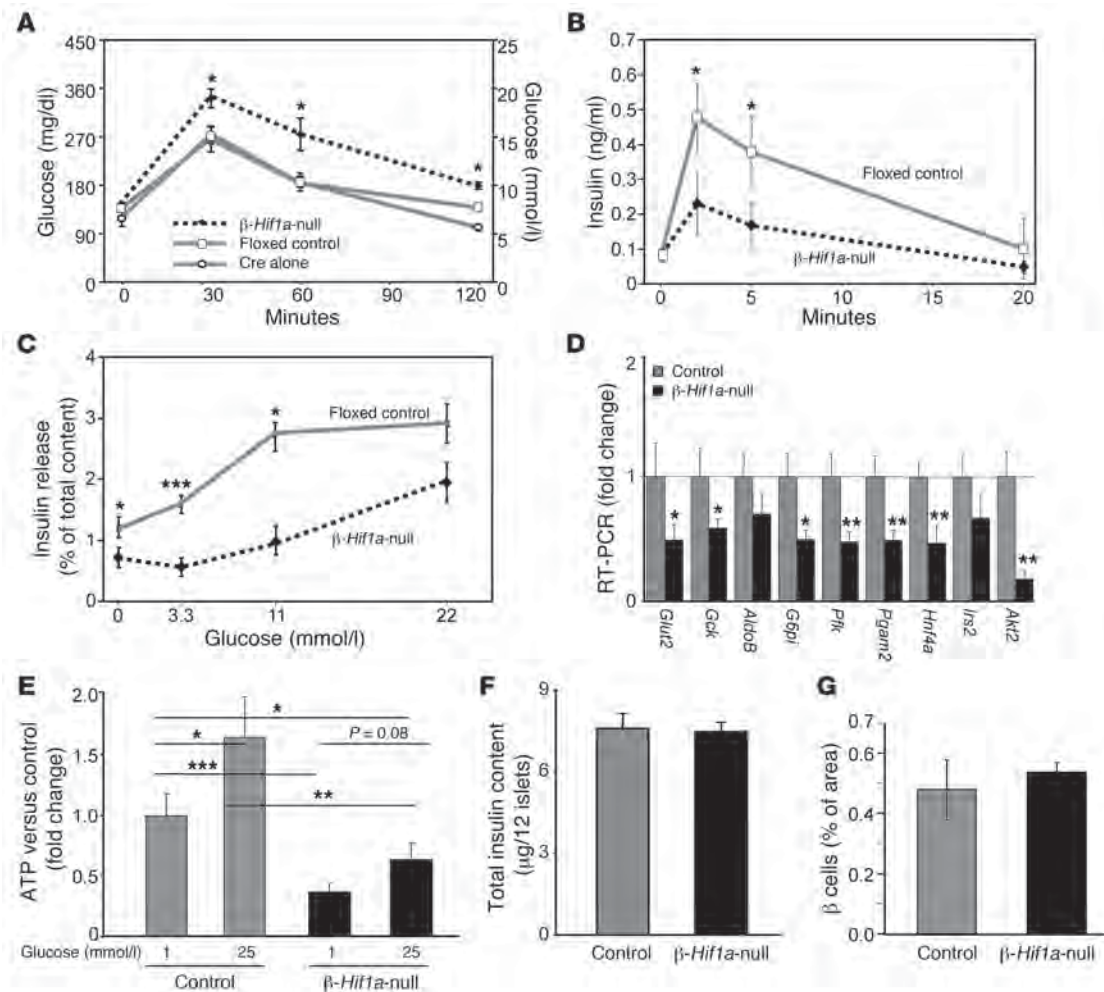 A
Glucose (mg/dl)
450
360
270
180
90
0
25
20
15
10
5
0
Glucose (mmol/l)
*
*
*
β-Hif1a-null
Floxed control
Cre alone
0
30
60
90
120
Minutes
B
Insulin (ng/ml)
0.7
0.6
0.5
0.4
0.3
0.2
0.1
0
*
*
Floxed control
β-Hif1a-null
0
5
10
15
20
Minutes
C
Insulin release
(% of total content)
4
3
2
1
0
*
***
*
Floxed control
β-Hif1a-null
0
3.3
11
22
Glucose (mmol/l)
D
RT-PCR (fold change)
2
1
0
Control
β-Hif1a-null
*
*
*
**
**
**
**
Glut2
Gck
AldoB
G6pi
Pfk
Pgam2
Hnf4a
Irs2
Akt2
E
ATP versus control
(fold change)
2.0
1.5
1.0
0.5
0
*
*
P = 0.08
***
**
Glucose (mmol/l) 1 25 1 25
Control
β-Hif1a-null
F
Total insulin content
(μg/12 islets)
9
6
3
0
Control
β-Hif1a-null
G
β cells (% of area)
0.7
0.6
0.4
0.2
0.0
Control
β-Hif1a-null